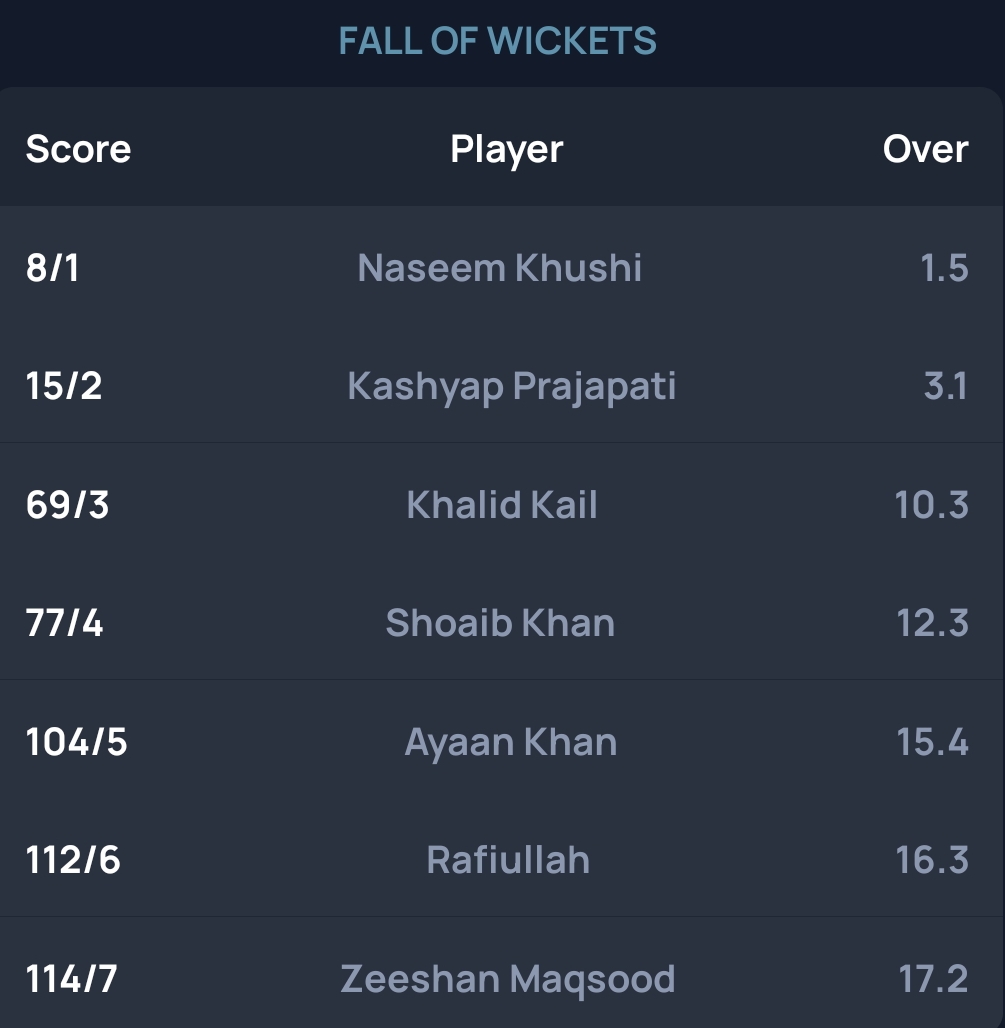 FALL OF WICKETS
Score Player Over
8/1 Naseem Khushi 1.5
15/2 Kashyap Prajapati 3.1
69/3 Khalid Kail 10.3
77/4 Shoaib Khan 12.3
104/5 Ayaan Khan 15.4
112/6 Rafiullah 16.3
114/7 Zeeshan Maqsood 17.2